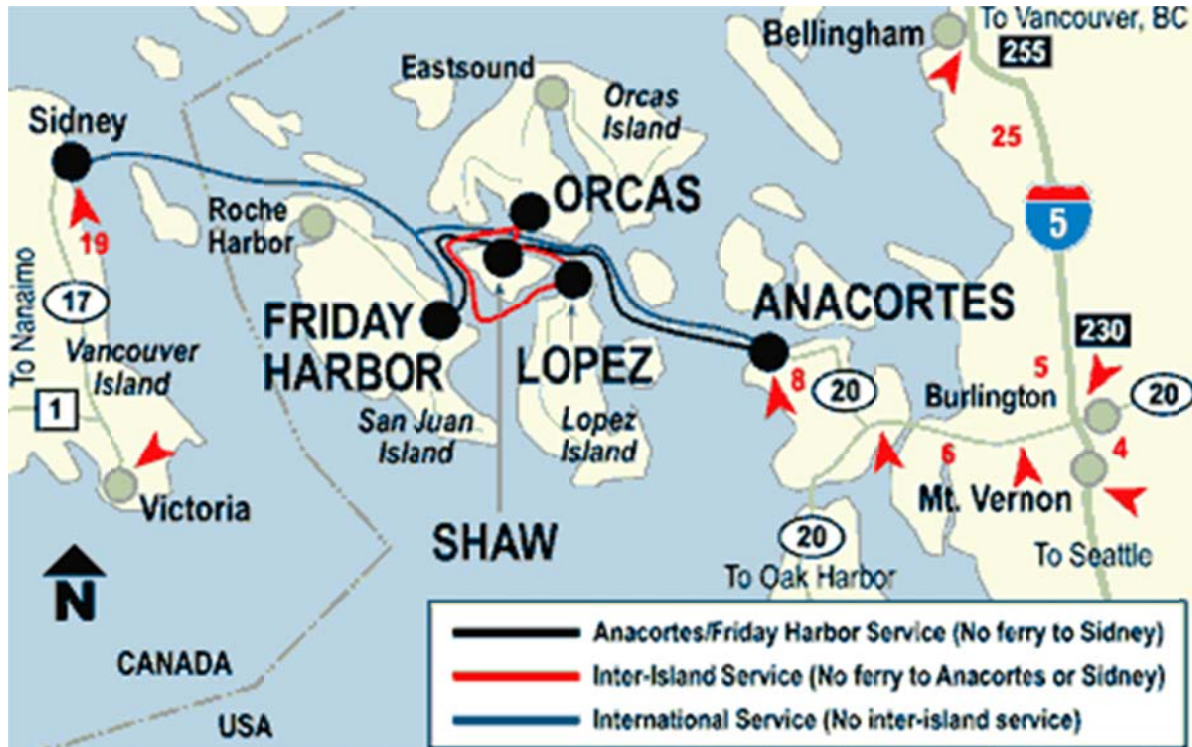 To Vancouver, BC
Bellingham
255
Eastsound
Orcas
Island
Sidney
25
ORCAS
5
Roche
Harbor
19
To Nanaimo
17
ANACORTES
FRIDAY
HARBOR
230
Vancouver
Island
LOPEZ
5
8
20
Burlington
20
1
San Juan
Island
Lopez
Island
6
4
Victoria
Mt. Vernon
SHAW
20
To Seattle
To Oak Harbor
N
CANADA
USA
Anacortes/Friday Harbor Service (No ferry to Sidney)
Inter-Island Service (No ferry to Anacortes or Sidney)
International Service (No inter-island service)